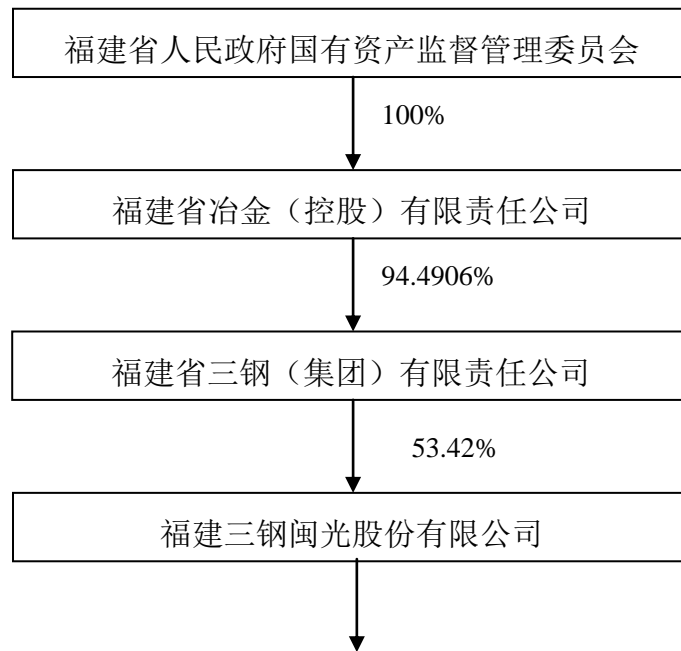 福建省人民政府国有资产监督管理委员会
100%
福建省冶金（控股）有限责任公司
94.4906%
福建省三钢（集团）有限责任公司
53.42%
福建三钢闽光股份有限公司